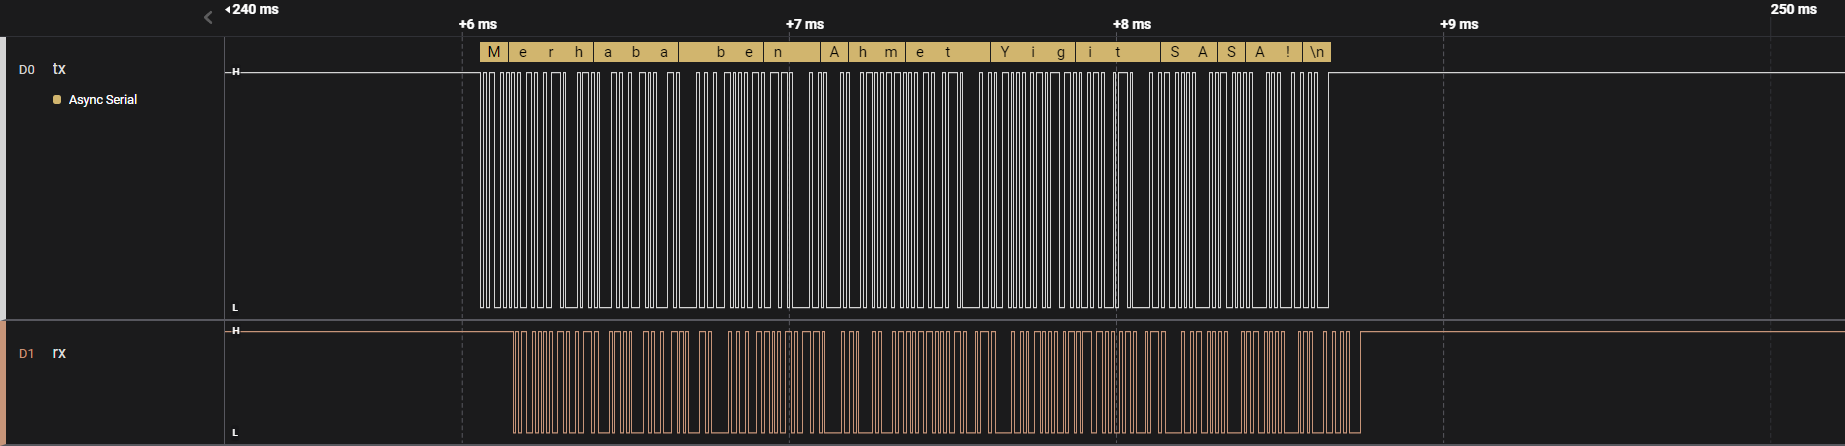 240 ms
+6 ms +7 ms +8 ms +9 ms 250 ms
M e r h a b a b e n A h m e t Y i g i t S A S A ! \n
D0 tx H
Async Serial
L
H
D1 rx
L